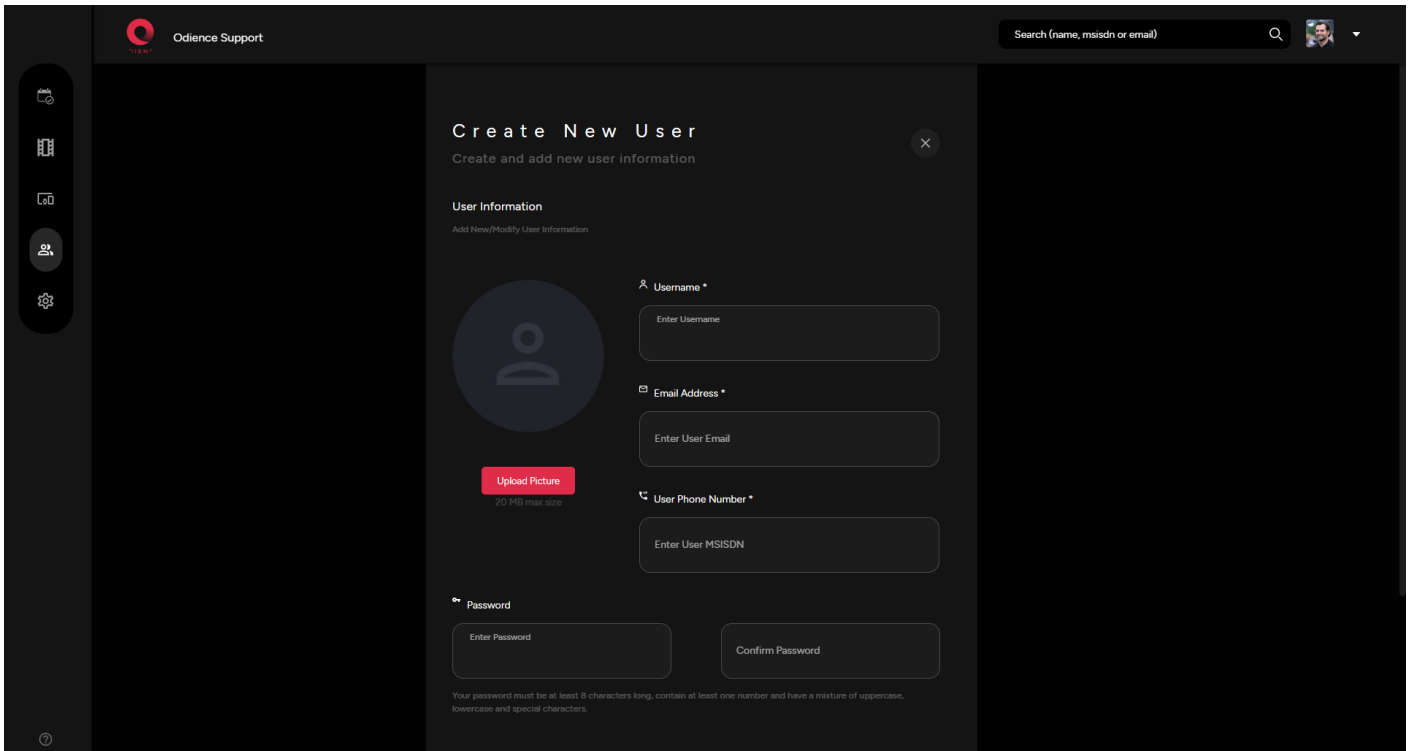 Odience Support
Search (name, msisdn or email)
Create New User
Create and add new user information
User Information
Add New/Modify User Information
Username *
Enter Username
Email Address *
Enter User Email
Upload Picture
20 MB max size
User Phone Number *
Enter User MSISDN
Password
Enter Password
Confirm Password
Your password must be at least 8 characters long, contain at least one number and have a mixture of uppercase,
lowercase and special characters.